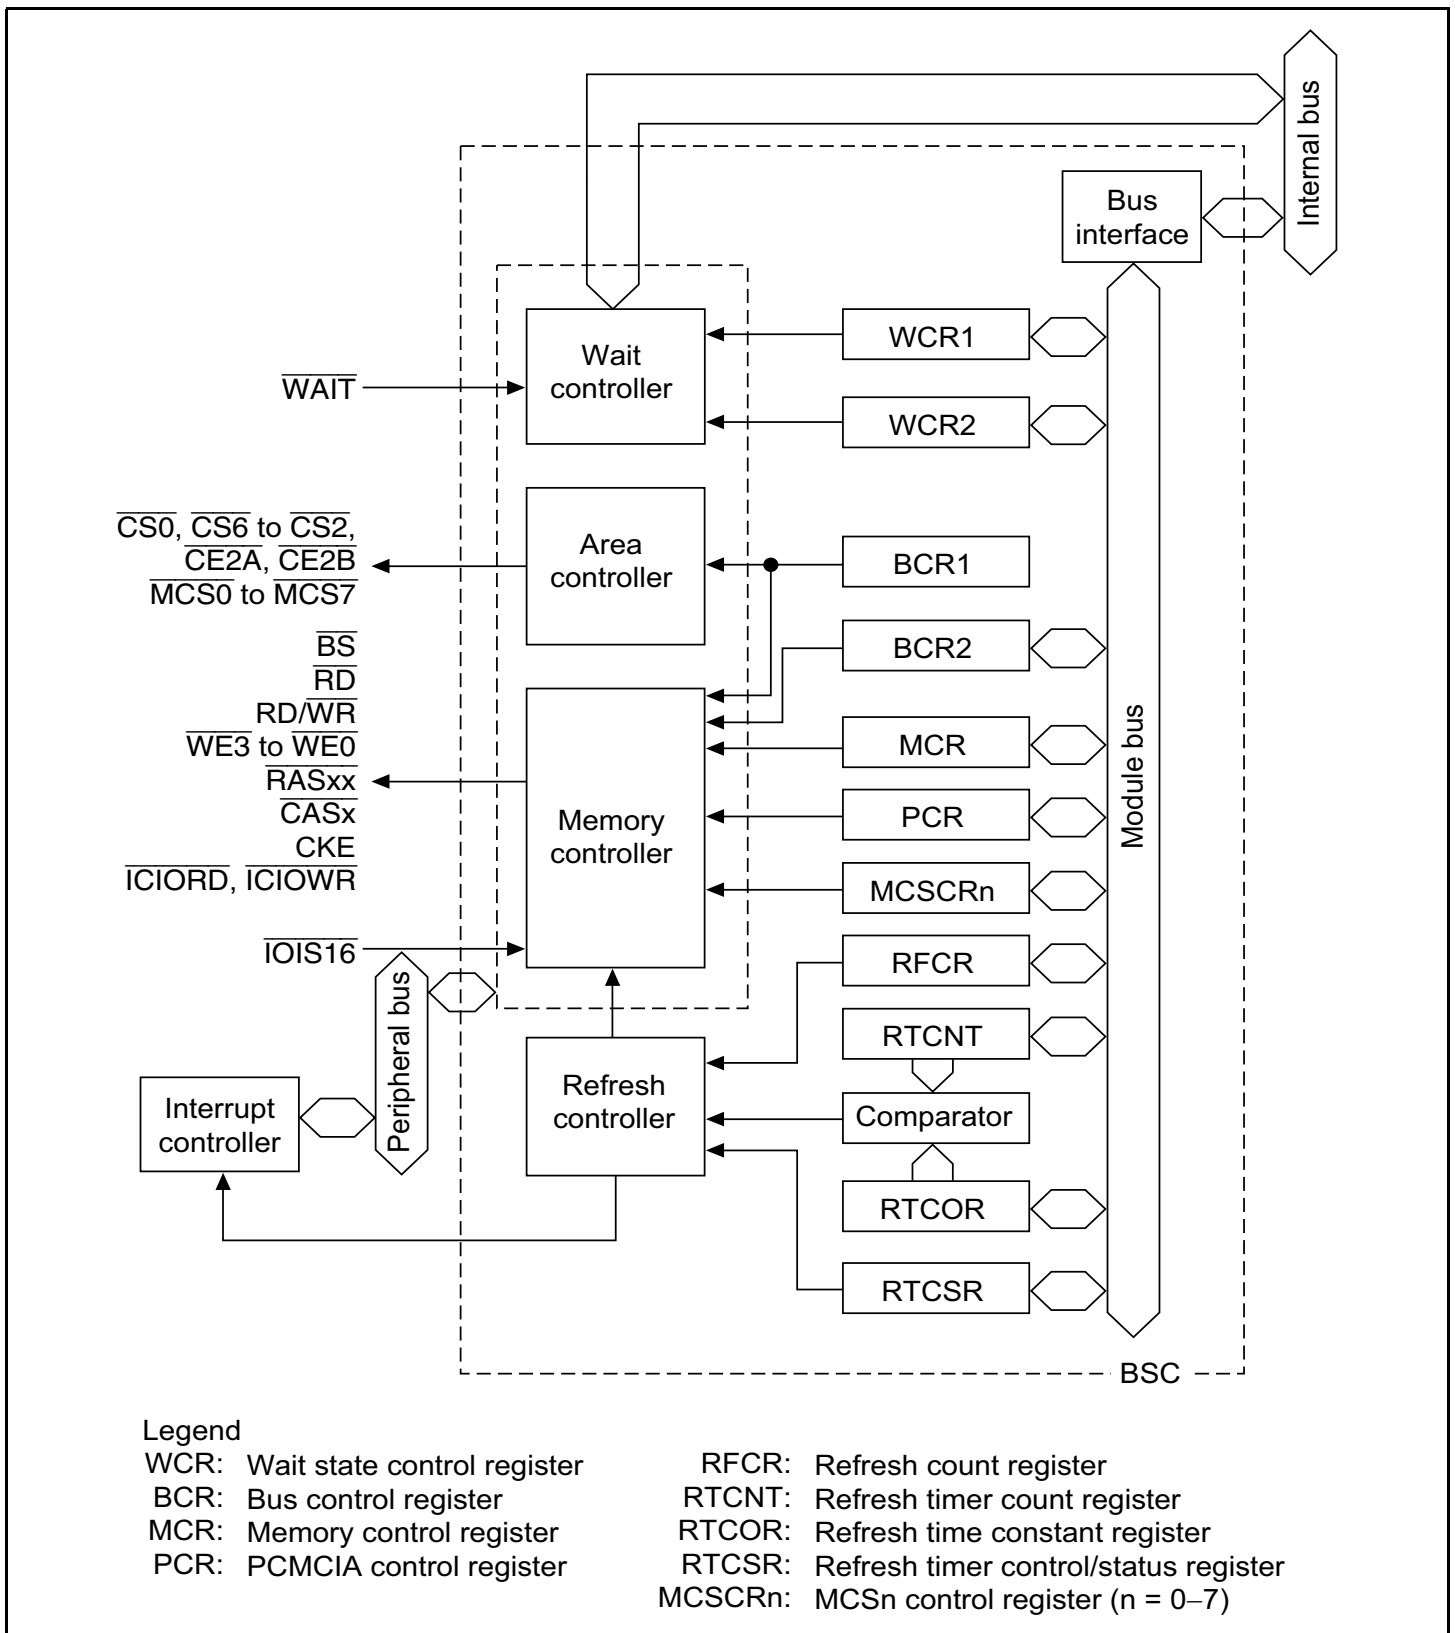 Internal bus
Bus
interface
Wait
controller
WCR1
WAIT
WCR2
CS0, CS6 to CS2,
CE2A, CE2B
MCS0 to MCS7
Area
controller
BCR1
BS
RD
RD/WR
WE3 to WE0
RASxx
CASx
CKE
ICIORD, ICIOWR
BCR2
MCR
Module bus
Memory
controller
PCR
MCSCRn
IOIS16
RFCR
Peripheral bus
RTCNT
Interrupt
controller
Refresh
controller
Comparator
RTCOR
RTCSR
BSC
Legend
WCR: Wait state control register
BCR: Bus control register
MCR: Memory control register
PCR: PCMCIA control register
RFCR: Refresh count register
RTCNT: Refresh timer count register
RTCOR: Refresh time constant register
RTCSR: Refresh timer control/status register
MCSCRn: MCSn control register (n = 0–7)